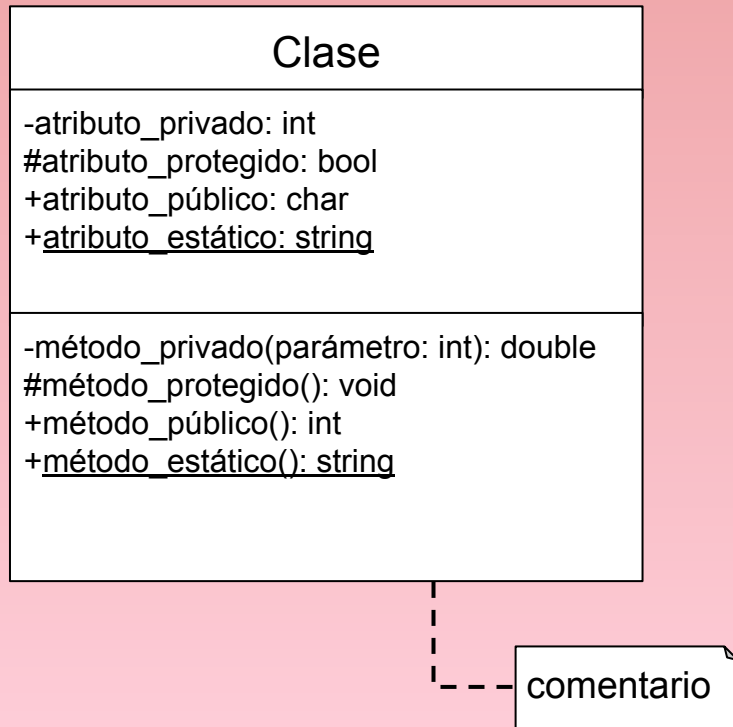 Clase
-atributo_privado: int
#atributo_protegido: bool
+atributo_público: char
+atributo_estático: string
-método_privado(parámetro: int): double
#método_protegido(): void
+método_público(): int
+método_estático(): string
comentario